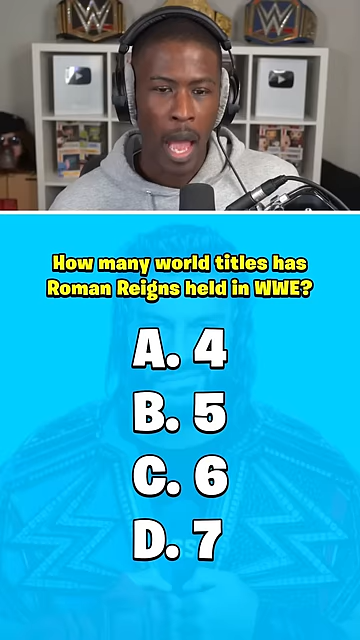 How many world titles has
Roman Reigns held in WWE?
A. 4
B. 5
C. 6
D. 7